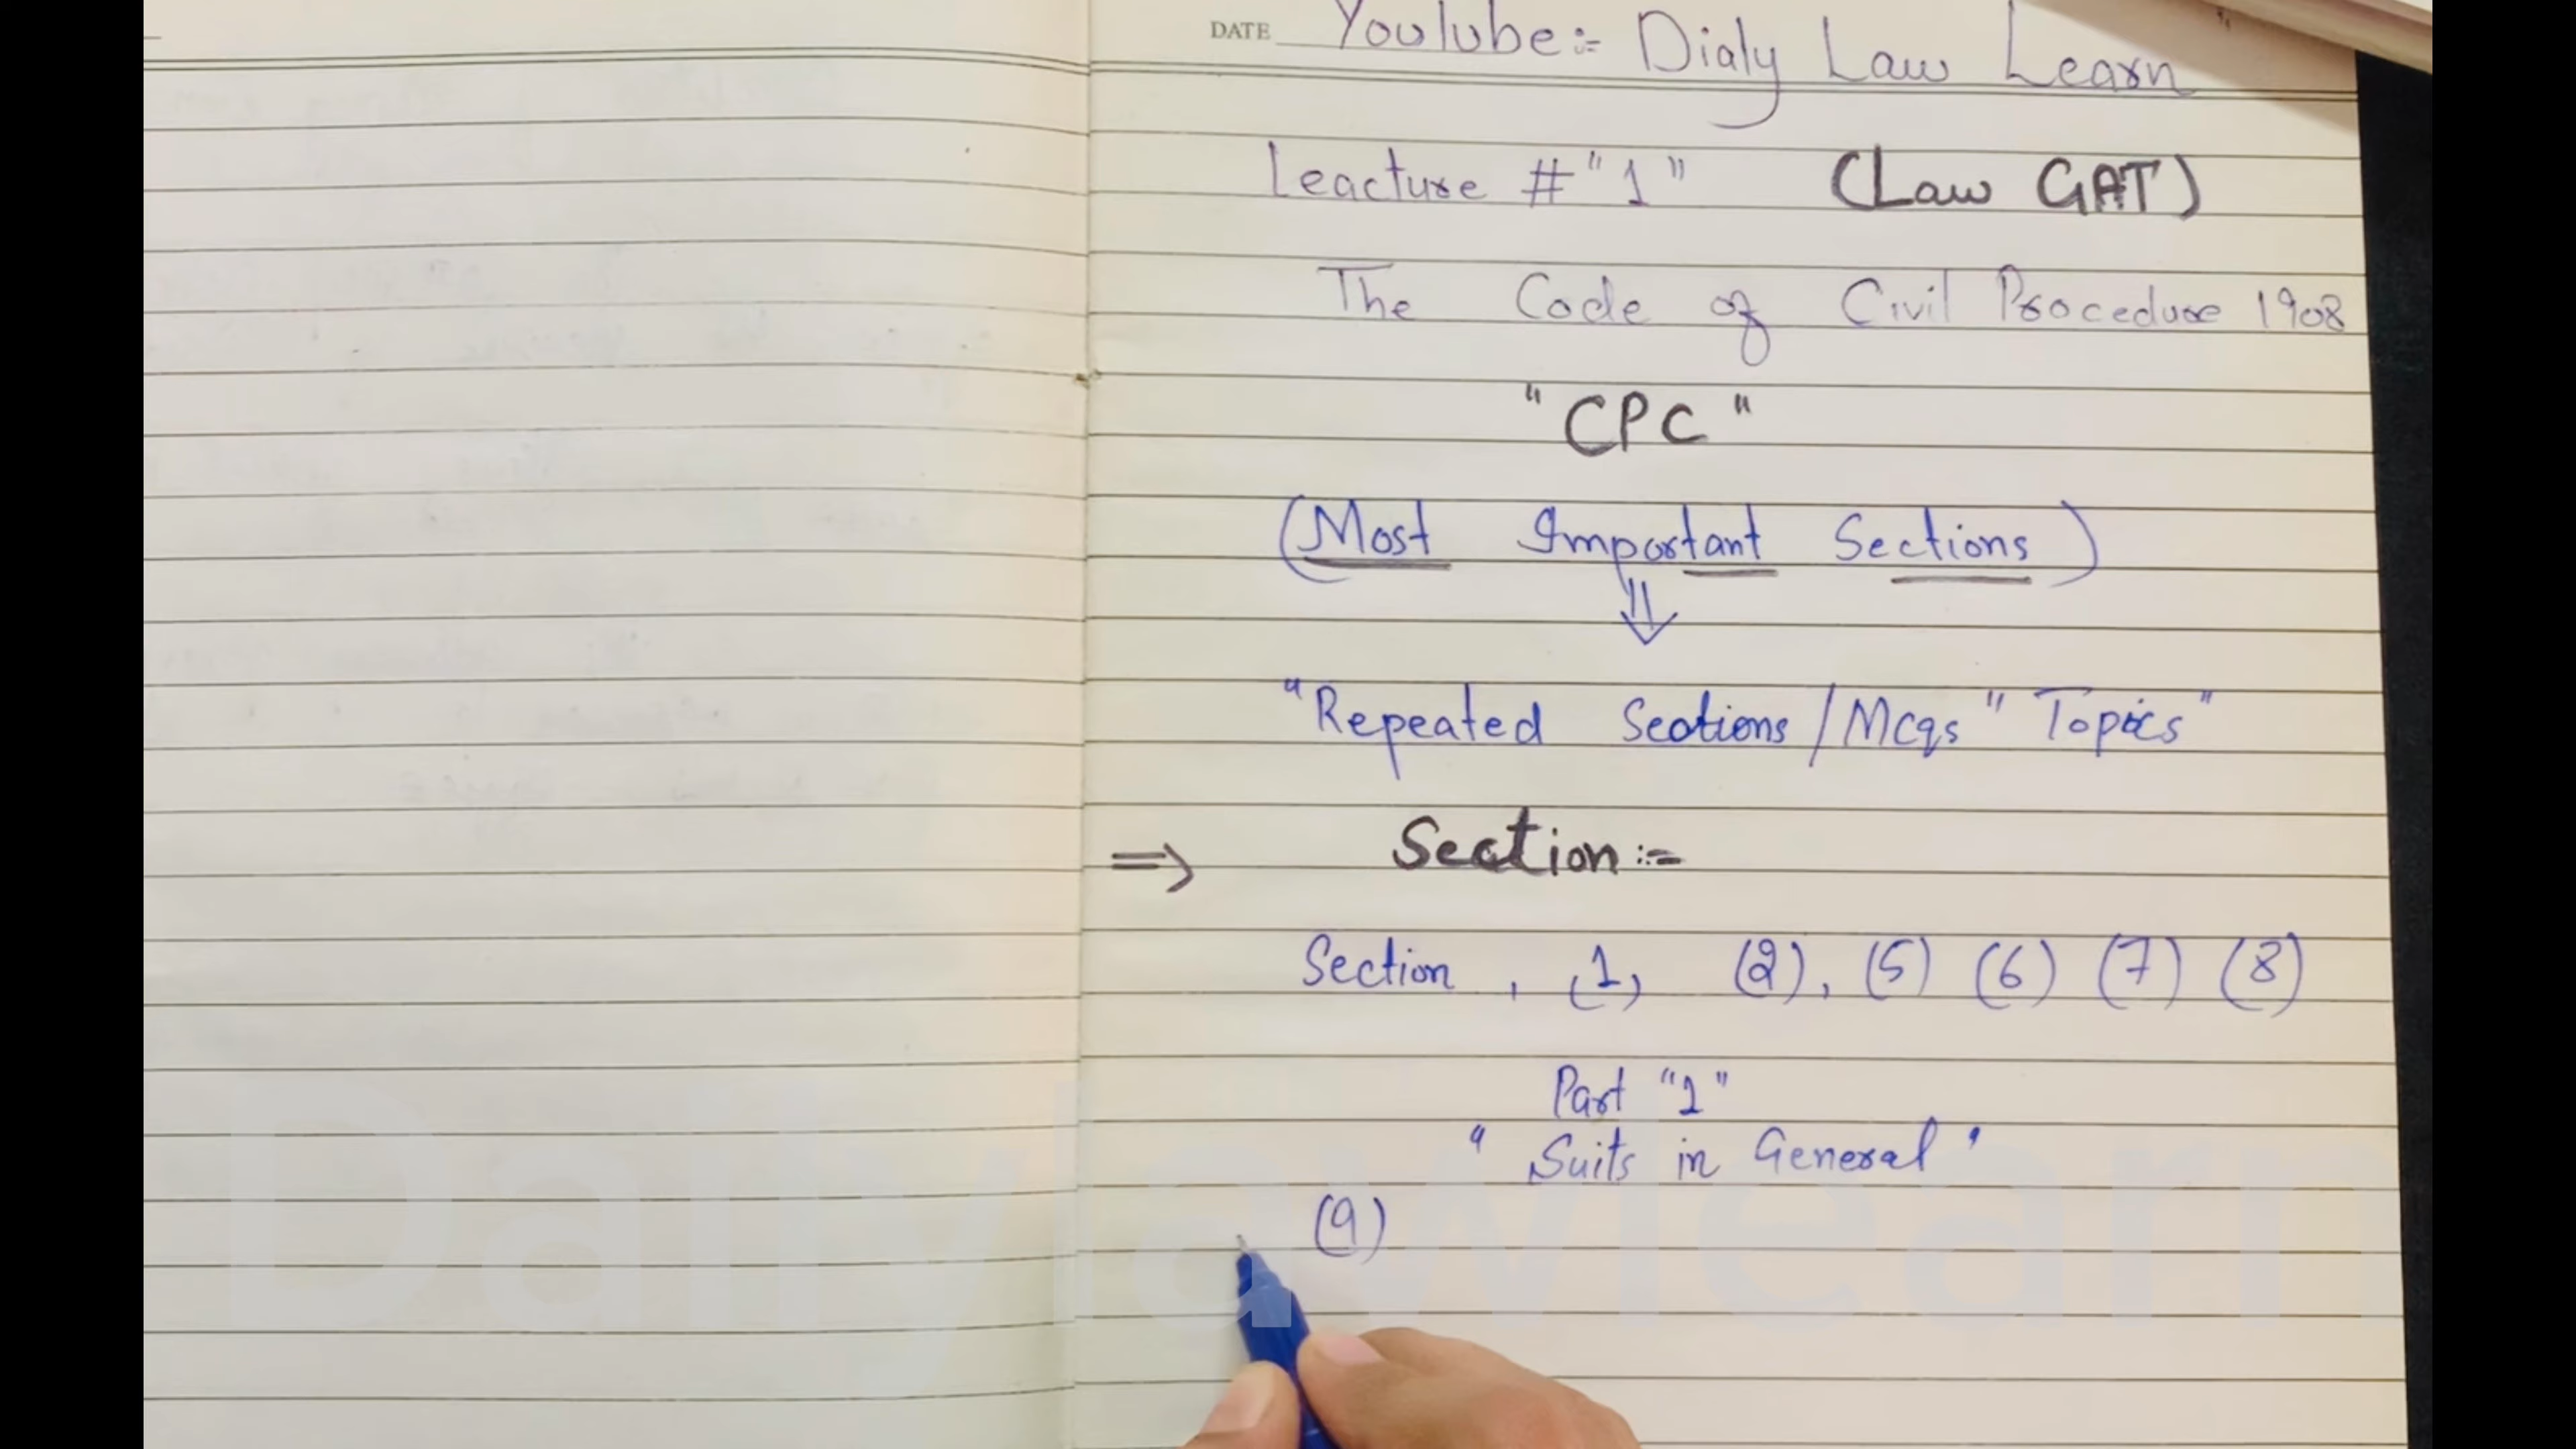 DATE Youtube:- Dialy Law Learn
Leacture # "1" (Law GAT)
The Code of Civil Procedure 1908
"CPC"
(Most Important Sections)
"Repeated Sections/Mcqs" Topics"
⇒ Section:-
Section, (1), (2), (5) (6) (7) (8)
Part "1"
"Suits in General"
(9)
Dailylawlearn